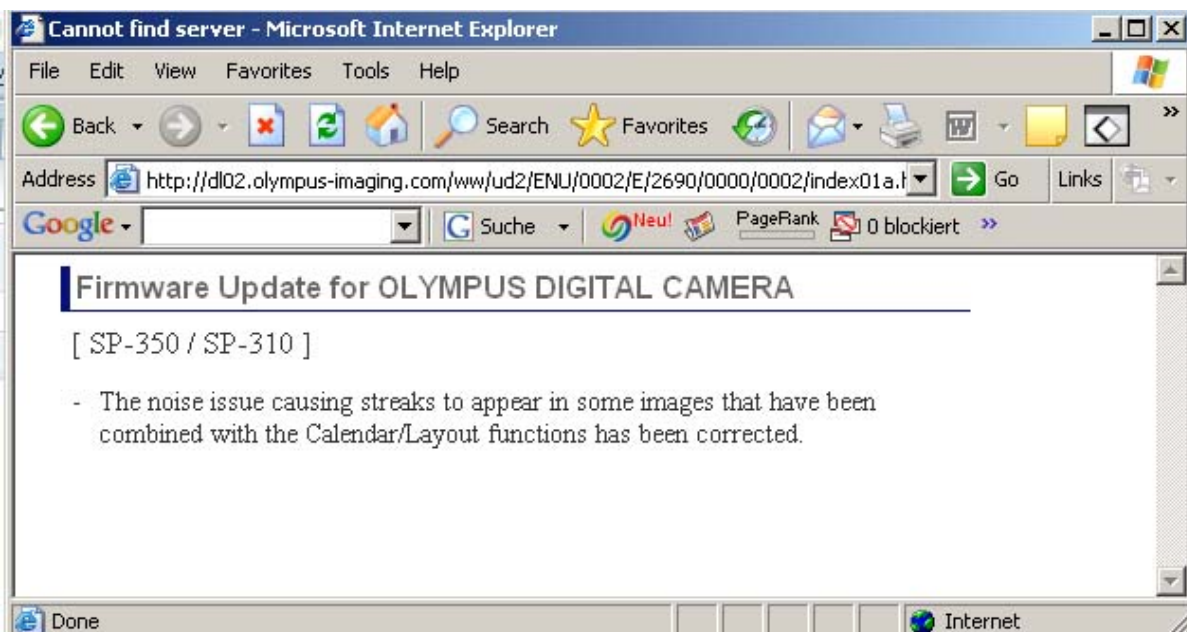 Cannot find server - Microsoft Internet Explorer
File Edit View Favorites Tools Help
Back Search Favorites
Address http://dl02.olympus-imaging.com/ww/ud2/ENU/0002/E/2690/0000/0002/index01a.h Go Links
Google Suche Neu! PageRank 0 blockiert
Firmware Update for OLYMPUS DIGITAL CAMERA
[ SP-350 / SP-310 ]
- The noise issue causing streaks to appear in some images that have been
combined with the Calendar/Layout functions has been corrected.
Done Internet